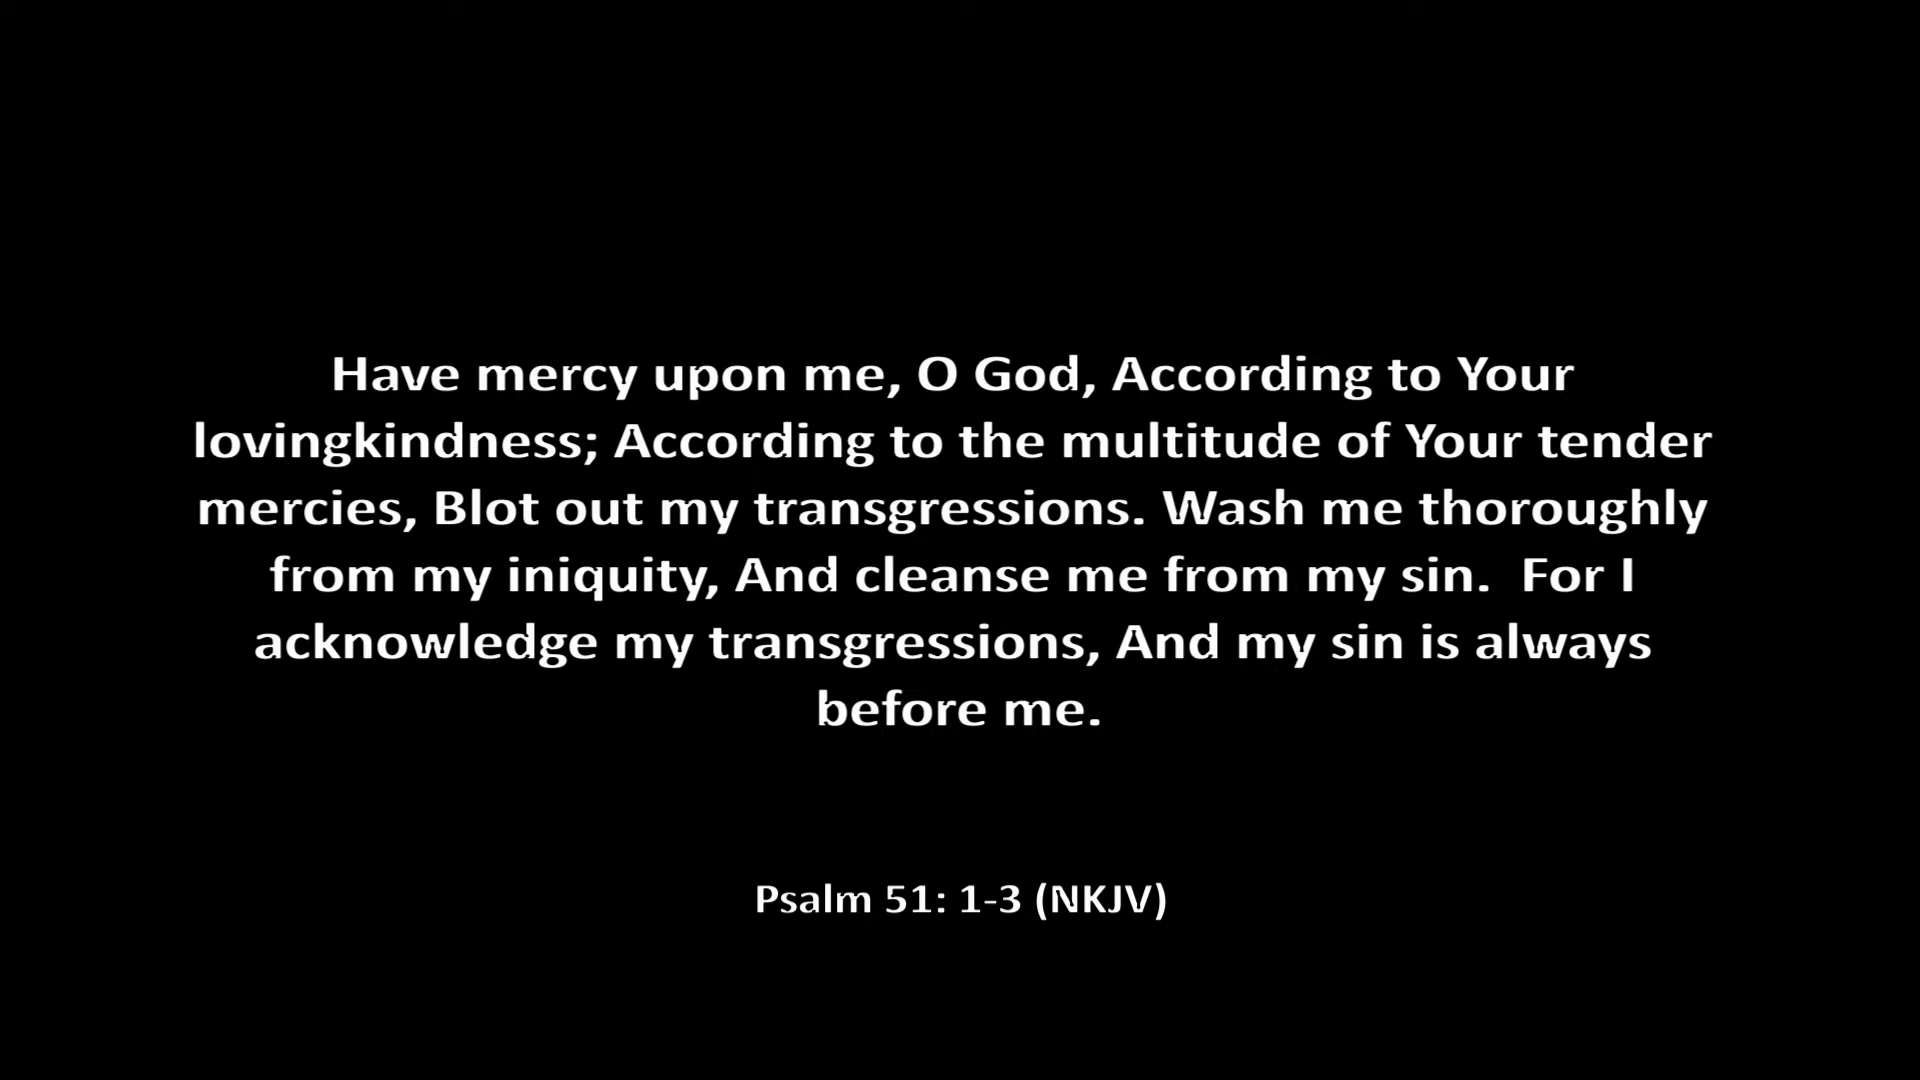 Have mercy upon me, O God, According to Your
lovingkindness; According to the multitude of Your tender
mercies, Blot out my transgressions. Wash me thoroughly
from my iniquity, And cleanse me from my sin.  For I
acknowledge my transgressions, And my sin is always
before me.
Psalm 51: 1-3 (NKJV)